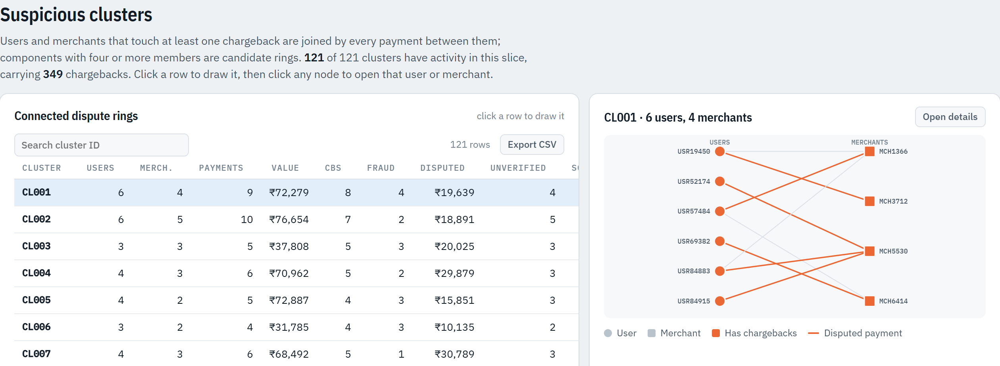 Suspicious clusters
Users and merchants that touch at least one chargeback are joined by every payment between them;
components with four or more members are candidate rings. 121 of 121 clusters have activity in this slice,
carrying 349 chargebacks. Click a row to draw it, then click any node to open that user or merchant.
Connected dispute rings
click a row to draw it
Search cluster ID
121 rows
Export CSV
CLUSTER USERS MERCH. PAYMENTS VALUE CBS FRAUD DISPUTED UNVERIFIED
CL001 6 4 9 ₹72,279 8 4 ₹19,639 4
CL002 6 5 10 ₹76,654 7 2 ₹18,891 5
CL003 3 3 5 ₹37,808 5 3 ₹20,025 3
CL004 4 3 6 ₹70,962 5 2 ₹29,879 3
CL005 4 2 5 ₹72,887 4 3 ₹15,851 3
CL006 3 2 4 ₹31,785 4 3 ₹10,135 2
CL007 4 3 6 ₹68,492 5 1 ₹30,789 3
CL001 · 6 users, 4 merchants
Open details
USERS MERCHANTS
USR19450 MCH1366
USR52174
MCH3712
USR57484
USR69382
MCH5530
USR84883
USR84915 MCH6414
User Merchant Has chargebacks Disputed payment